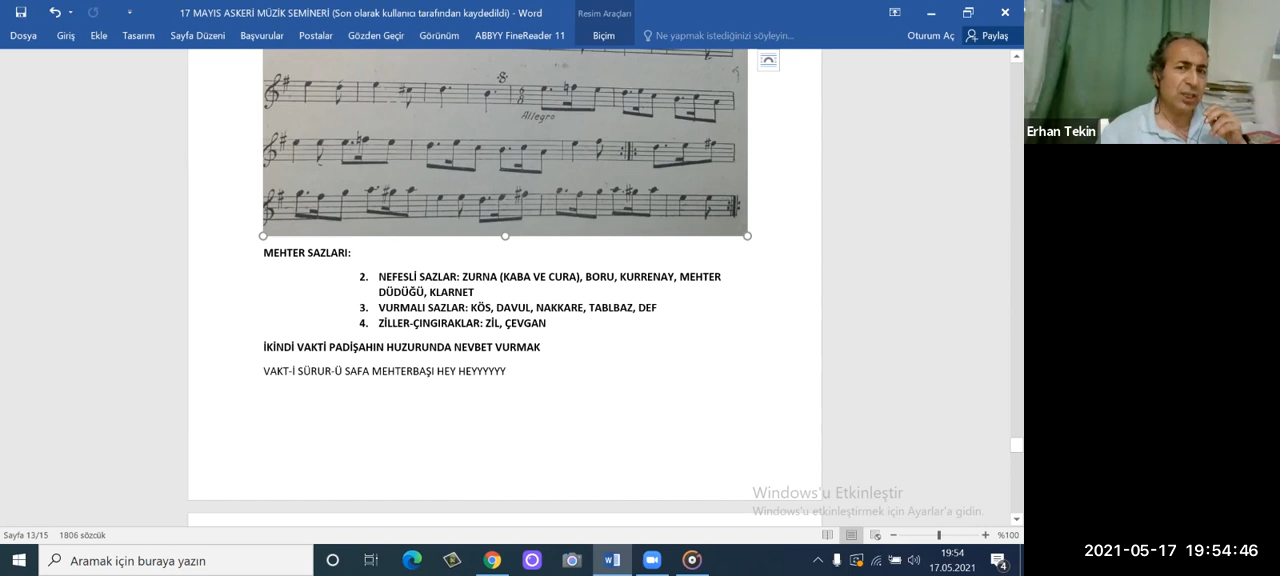 17 MAYIS ASKERİ MÜZİK SEMİNERİ (Son olarak kullanıcı tarafından kaydedildi) - Word
Resim Araçları
Dosya Giriş Ekle Tasarım Sayfa Düzeni Başvurular Postalar Gözden Geçir Görünüm ABBYY FineReader 11 Biçim Ne yapmak istediğinizi söyleyin... Oturum Aç Paylaş
Erhan Tekin
Allegro
MEHTER SAZLARI:
2. NEFESLİ SAZLAR: ZURNA (KABA VE CURA), BORU, KURRENAY, MEHTER
DÜDÜĞÜ, KLARNET
3. VURMALI SAZLAR: KÖS, DAVUL, NAKKARE, TABLBAZ, DEF
4. ZİLLER-ÇINGIRAKLAR: ZİL, ÇEVGAN
İKİNDİ VAKTİ PADİŞAHIN HUZURUNDA NEVBET VURMAK
VAKT-İ SÜRUR-Ü SAFA MEHTERBAŞI HEY HEYYYYYY
Windows'u Etkinleştir
Windows'u etkinleştirmek için Ayarlar'a gidin.
Sayfa 13/15 1806 sözcük
%100
Aramak için buraya yazın
19:54
17.05.2021
4
2021-05-17 19:54:46